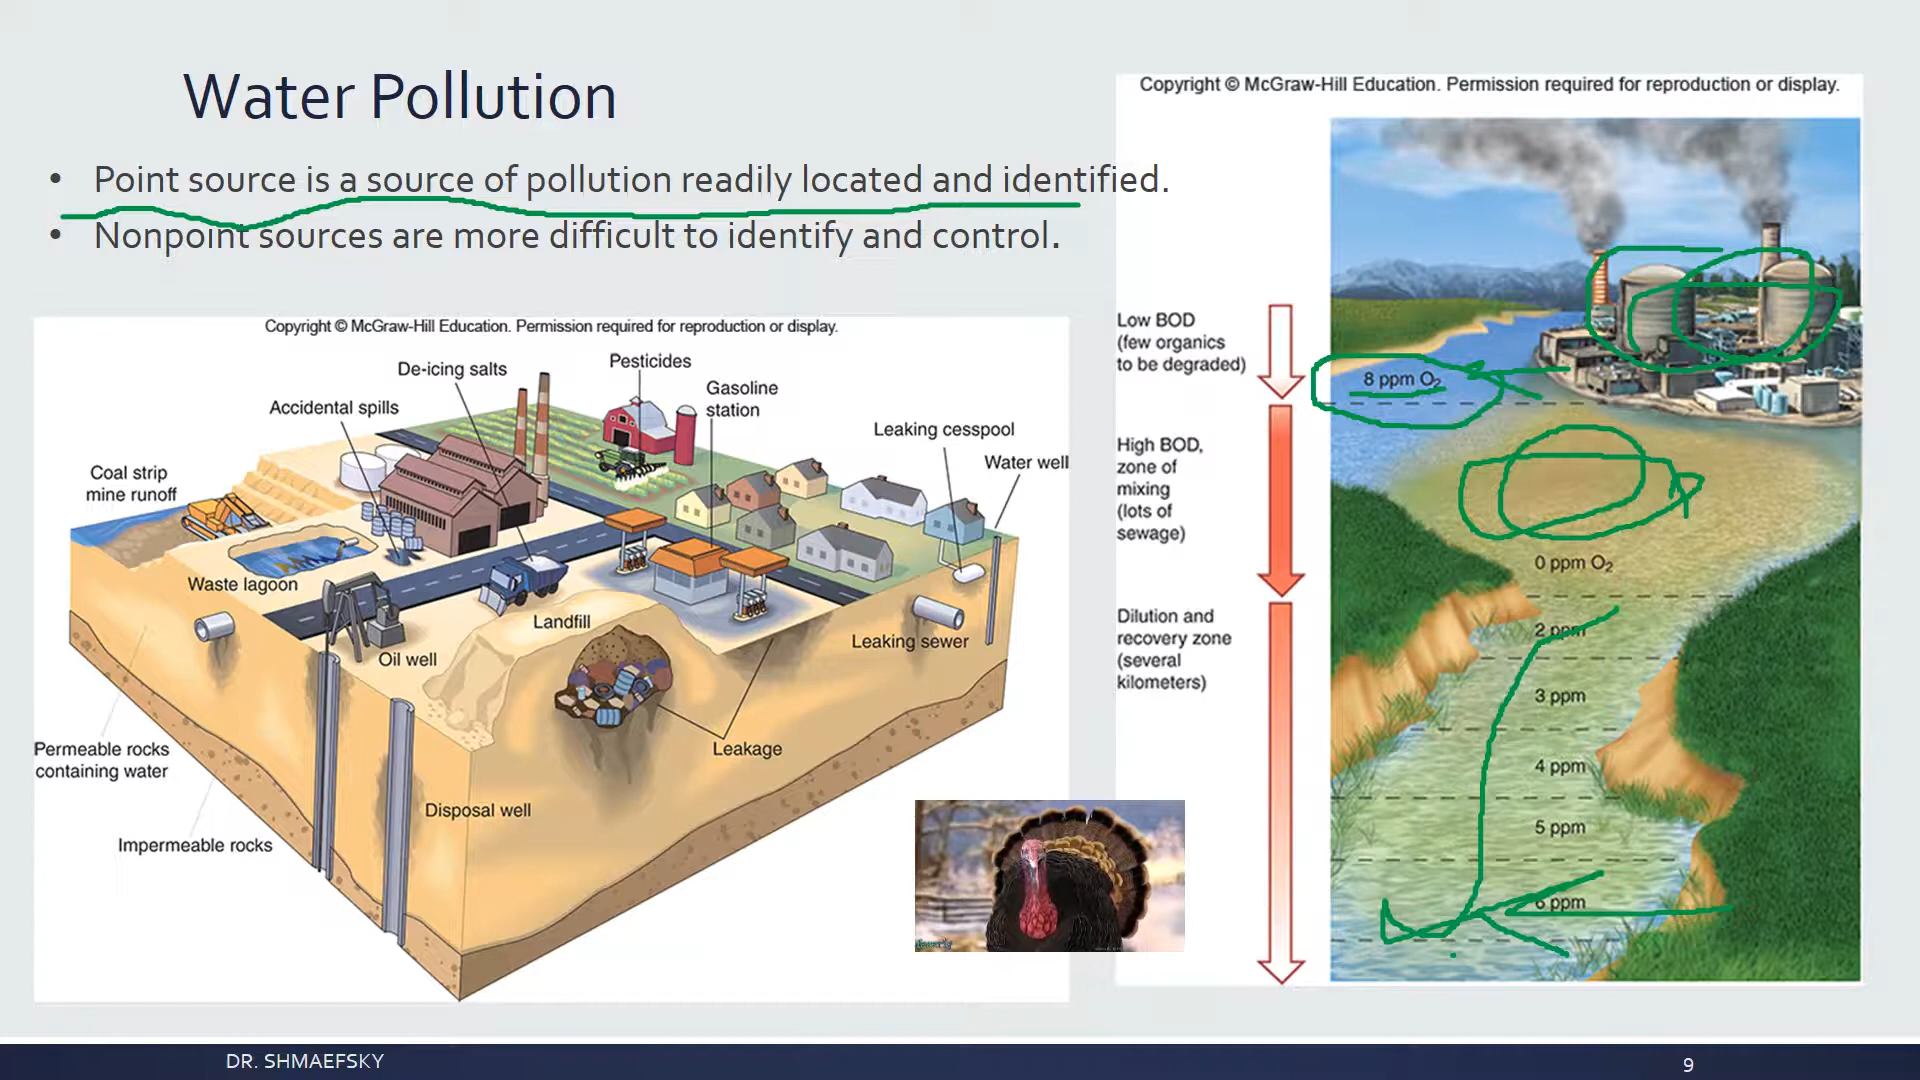 Water Pollution
• Point source is a source of pollution readily located and identified.
• Nonpoint sources are more difficult to identify and control.
Copyright © McGraw-Hill Education. Permission required for reproduction or display.
De-icing salts
Pesticides
Gasoline
station
Accidental spills
Leaking cesspool
Water well
Coal strip
mine runoff
Waste lagoon
Landfill
Leaking sewer
Oil well
Permeable rocks
containing water
Leakage
Disposal well
Impermeable rocks
Copyright © McGraw-Hill Education. Permission required for reproduction or display.
Low BOD
(few organics
to be degraded)
8 ppm O₂
High BOD,
zone of
mixing
(lots of
sewage)
0 ppm O₂
Dilution and
recovery zone
(several
kilometers)
2 ppm
3 ppm
4 ppm
5 ppm
6 ppm
DR. SHMAEFSKY
9